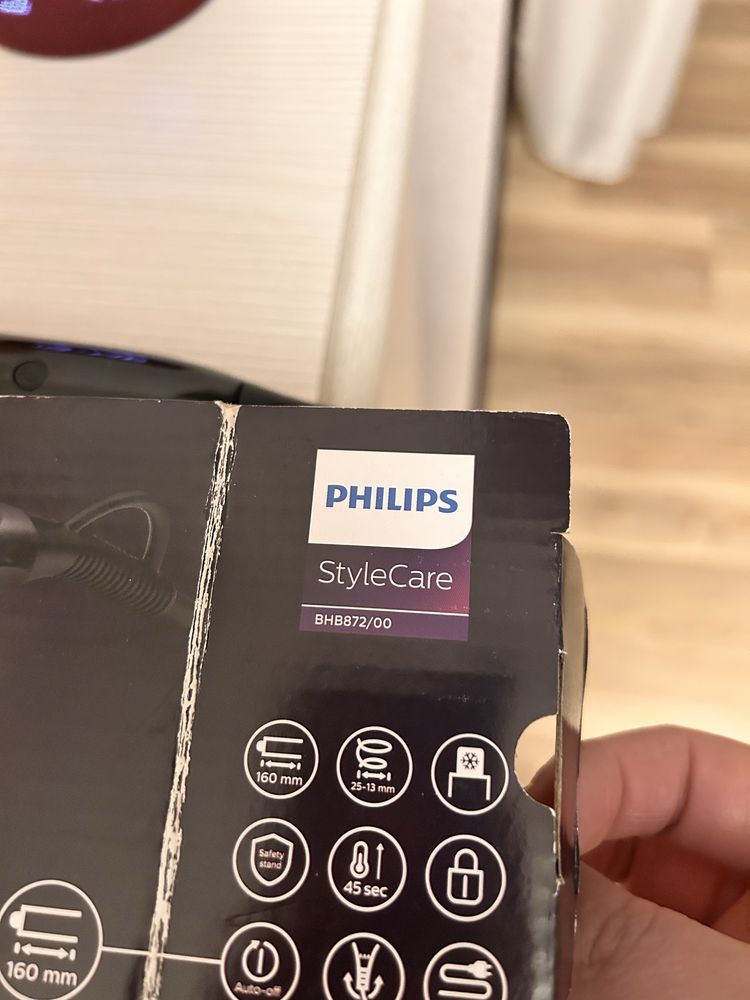 PHILIPS
StyleCare
BHB872/00
160 mm
25-13 mm
Safety
stand
45 sec
160 mm
Auto-off